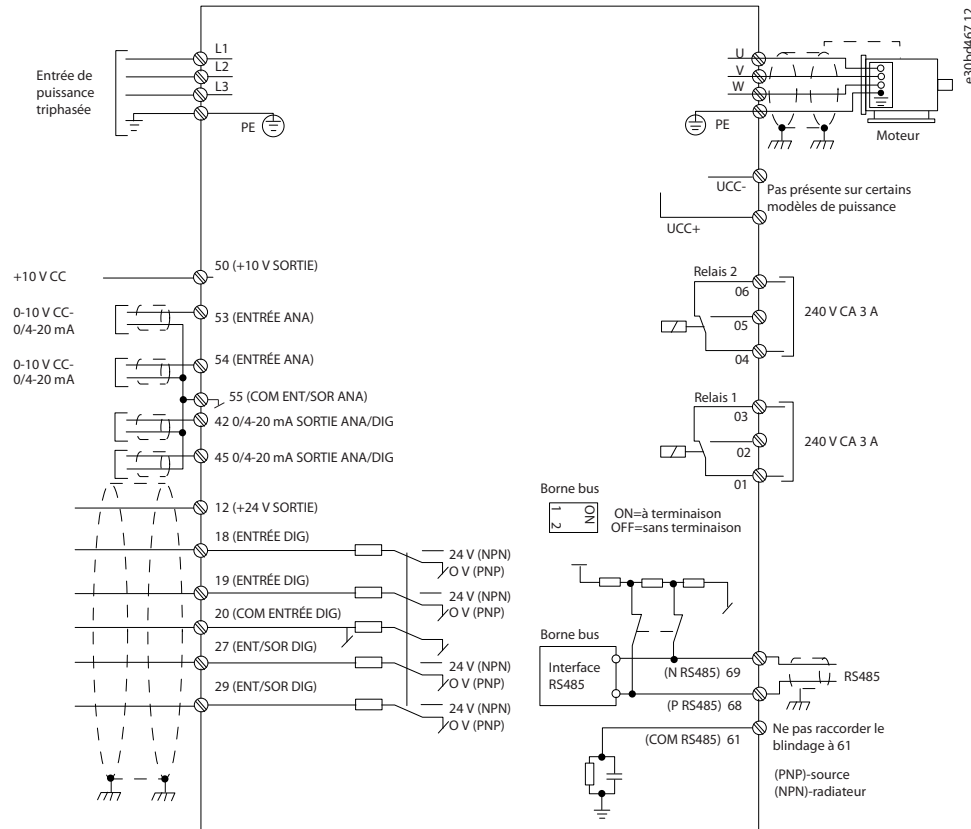 e30bd467.12
Entrée de
puissance
triphasée
L1
L2
L3
PE
U
V
W
PE
Moteur
UCC-
Pas présente sur certains
modèles de puissance
UCC+
+10 V CC
50 (+10 V SORTIE)
0-10 V CC-
0/4-20 mA
53 (ENTRÉE ANA)
0-10 V CC-
0/4-20 mA
54 (ENTRÉE ANA)
55 (COM ENT/SOR ANA)
42 0/4-20 mA SORTIE ANA/DIG
45 0/4-20 mA SORTIE ANA/DIG
12 (+24 V SORTIE)
18 (ENTRÉE DIG)
24 V (NPN)
O V (PNP)
19 (ENTRÉE DIG)
24 V (NPN)
O V (PNP)
20 (COM ENTRÉE DIG)
27 (ENT/SOR DIG)
24 V (NPN)
O V (PNP)
29 (ENT/SOR DIG)
24 V (NPN)
O V (PNP)
Relais 2
06
05
04
240 V CA 3 A
Relais 1
03
02
01
240 V CA 3 A
Borne bus
1 2
ON
ON=à terminaison
OFF=sans terminaison
Borne bus
Interface
RS485
(N RS485) 69
RS485
(P RS485) 68
(COM RS485) 61
Ne pas raccorder le
blindage à 61
(PNP)-source
(NPN)-radiateur